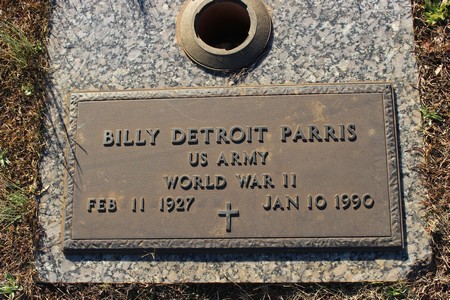 BILLY DETROIT PARRIS
US ARMY
WORLD WAR II
FEB 11 1927 JAN 10 1990